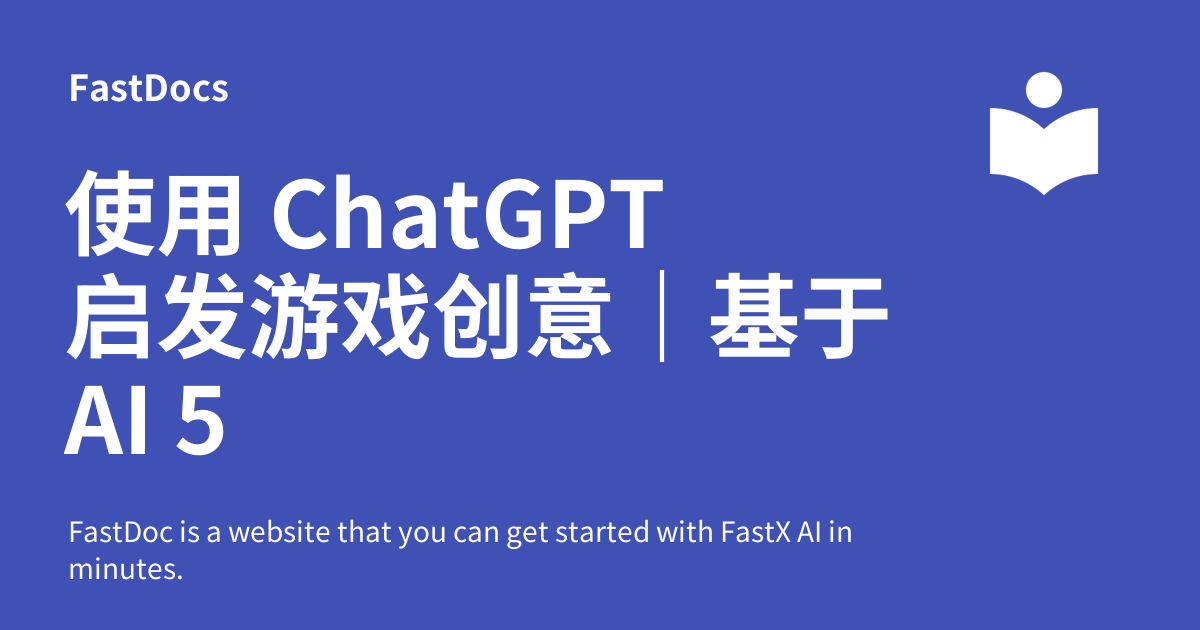 FastDocs
使用 ChatGPT
启发游戏创意｜基于
AI 5
FastDoc is a website that you can get started with FastX AI in
minutes.